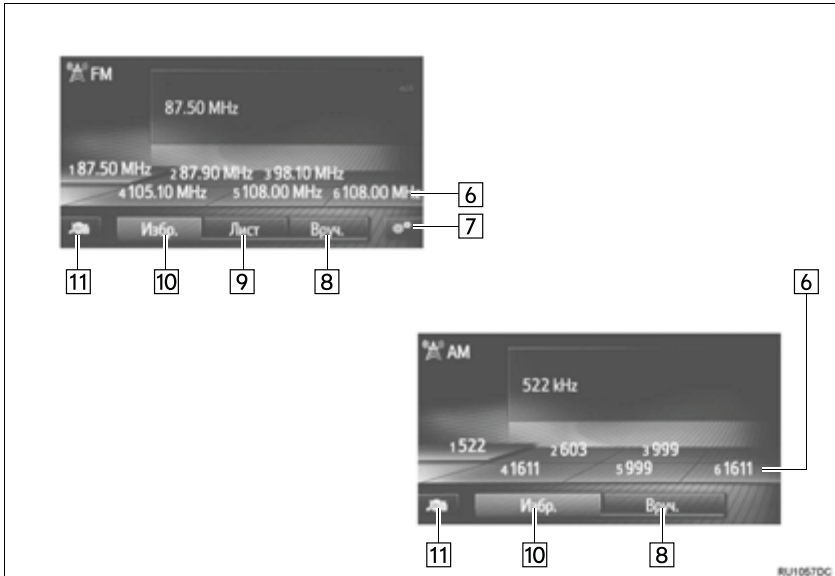 FM
87.50 MHz
1 87.50 MHz 2 87.90 MHz 3 98.10 MHz
4 105.10 MHz 5 108.00 MHz 6 108.00 MHz
6
Избр. Лист Вруч.
7
11 10 9 8
6
AM
522 kHz
1 522 2 603 3 999
4 1611 5 999 6 1611
Избр. Вруч.
11 10 8
RU1057DC